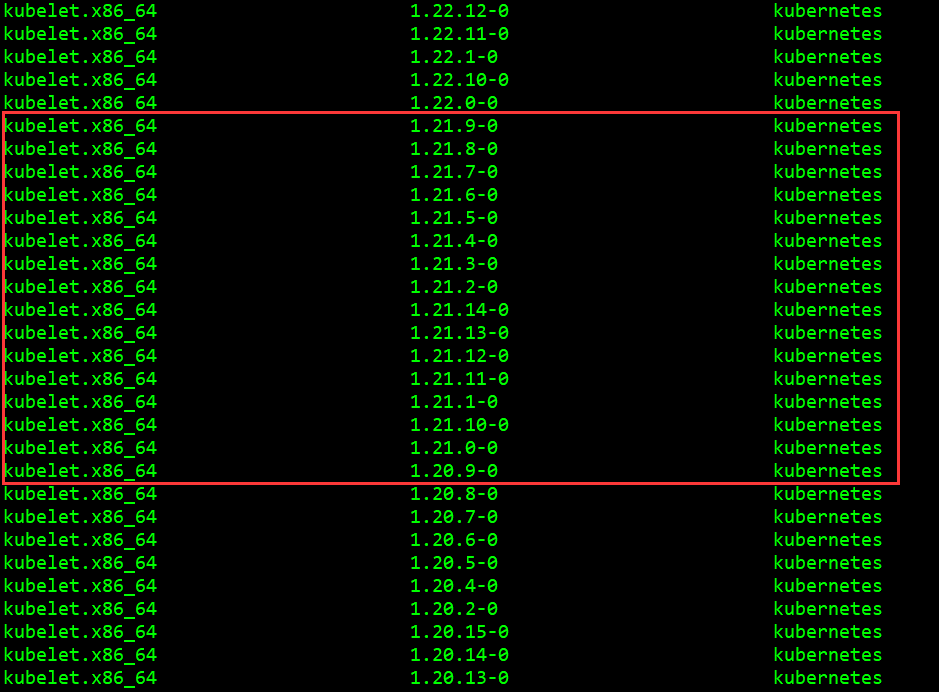 kubelet.x86_64 1.22.12-0 kubernetes
kubelet.x86_64 1.22.11-0 kubernetes
kubelet.x86_64 1.22.1-0 kubernetes
kubelet.x86_64 1.22.10-0 kubernetes
kubelet.x86_64 1.22.0-0 kubernetes
kubelet.x86_64 1.21.9-0 kubernetes
kubelet.x86_64 1.21.8-0 kubernetes
kubelet.x86_64 1.21.7-0 kubernetes
kubelet.x86_64 1.21.6-0 kubernetes
kubelet.x86_64 1.21.5-0 kubernetes
kubelet.x86_64 1.21.4-0 kubernetes
kubelet.x86_64 1.21.3-0 kubernetes
kubelet.x86_64 1.21.2-0 kubernetes
kubelet.x86_64 1.21.14-0 kubernetes
kubelet.x86_64 1.21.13-0 kubernetes
kubelet.x86_64 1.21.12-0 kubernetes
kubelet.x86_64 1.21.11-0 kubernetes
kubelet.x86_64 1.21.1-0 kubernetes
kubelet.x86_64 1.21.10-0 kubernetes
kubelet.x86_64 1.21.0-0 kubernetes
kubelet.x86_64 1.20.9-0 kubernetes
kubelet.x86_64 1.20.8-0 kubernetes
kubelet.x86_64 1.20.7-0 kubernetes
kubelet.x86_64 1.20.6-0 kubernetes
kubelet.x86_64 1.20.5-0 kubernetes
kubelet.x86_64 1.20.4-0 kubernetes
kubelet.x86_64 1.20.2-0 kubernetes
kubelet.x86_64 1.20.15-0 kubernetes
kubelet.x86_64 1.20.14-0 kubernetes
kubelet.x86_64 1.20.13-0 kubernetes